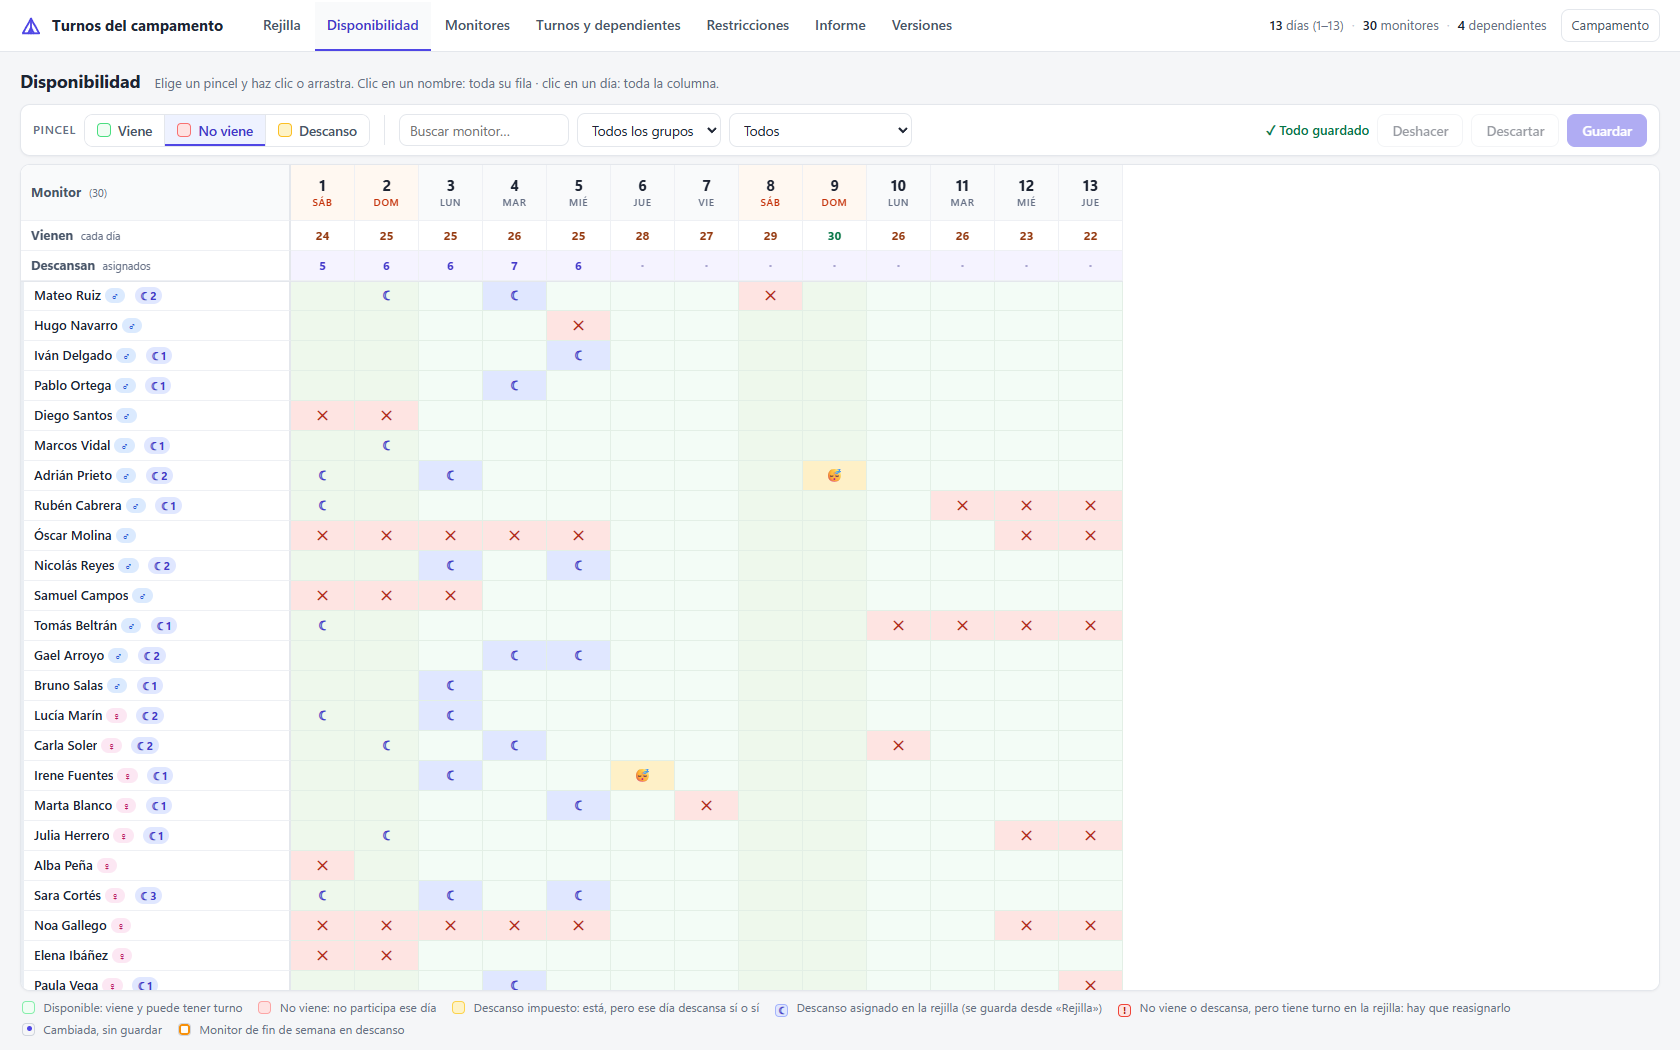 Turnos del campamento Rejilla Disponibilidad Monitores Turnos y dependientes Restricciones Informe Versiones 13 días (1–13) · 30 monitores · 4 dependientes Campamento
Disponibilidad Elige un pincel y haz clic o arrastra. Clic en un nombre: toda su fila · clic en un día: toda la columna.
PINCEL Viene No viene Descanso Buscar monitor... Todos los grupos Todos ✓ Todo guardado Deshacer Descartar Guardar
Monitor (30) 1 2 3 4 5 6 7 8 9 10 11 12 13
SÁB DOM LUN MAR MIÉ JUE VIE SÁB DOM LUN MAR MIÉ JUE
Vienen cada día 24 25 25 26 25 28 27 29 30 26 26 23 22
Descansan asignados 5 6 6 7 6 - - - - - - - -
Mateo Ruiz ♂ ☾ 2 ☾ ☾ ✕
Hugo Navarro ♂ ✕
Iván Delgado ♂ ☾ 1 ☾
Pablo Ortega ♂ ☾ 1 ☾
Diego Santos ♂ ✕ ✕
Marcos Vidal ♂ ☾ 1 ☾
Adrián Prieto ♂ ☾ 2 ☾ ☾ 😴
Rubén Cabrera ♂ ☾ 1 ☾ ✕ ✕ ✕
Óscar Molina ♂ ✕ ✕ ✕ ✕ ✕ ✕ ✕
Nicolás Reyes ♂ ☾ 2 ☾ ☾
Samuel Campos ♂ ✕ ✕ ✕
Tomás Beltrán ♂ ☾ 1 ☾ ✕ ✕ ✕ ✕
Gael Arroyo ♂ ☾ 2 ☾ ☾
Bruno Salas ♂ ☾ 1 ☾
Lucía Marín ♀ ☾ 2 ☾ ☾
Carla Soler ♀ ☾ 2 ☾ ☾ ✕
Irene Fuentes ♀ ☾ 1 ☾ 😴
Marta Blanco ♀ ☾ 1 ☾ ✕
Julia Herrero ♀ ☾ 1 ☾ ✕ ✕
Alba Peña ♀ ✕
Sara Cortés ♀ ☾ 3 ☾ ☾ ☾
Noa Gallego ♀ ✕ ✕ ✕ ✕ ✕ ✕ ✕
Elena Ibáñez ♀ ✕ ✕
Paula Vega ♀ ☾ 1 ☾ ✕
Disponible: viene y puede tener turno No viene: no participa ese día Descanso impuesto: está, pero ese día descansa sí o sí ☾ Descanso asignado en la rejilla (se guarda desde «Rejilla») ! No viene o descansa, pero tiene turno en la rejilla: hay que reasignarlo
Cambiada, sin guardar Monitor de fin de semana en descanso